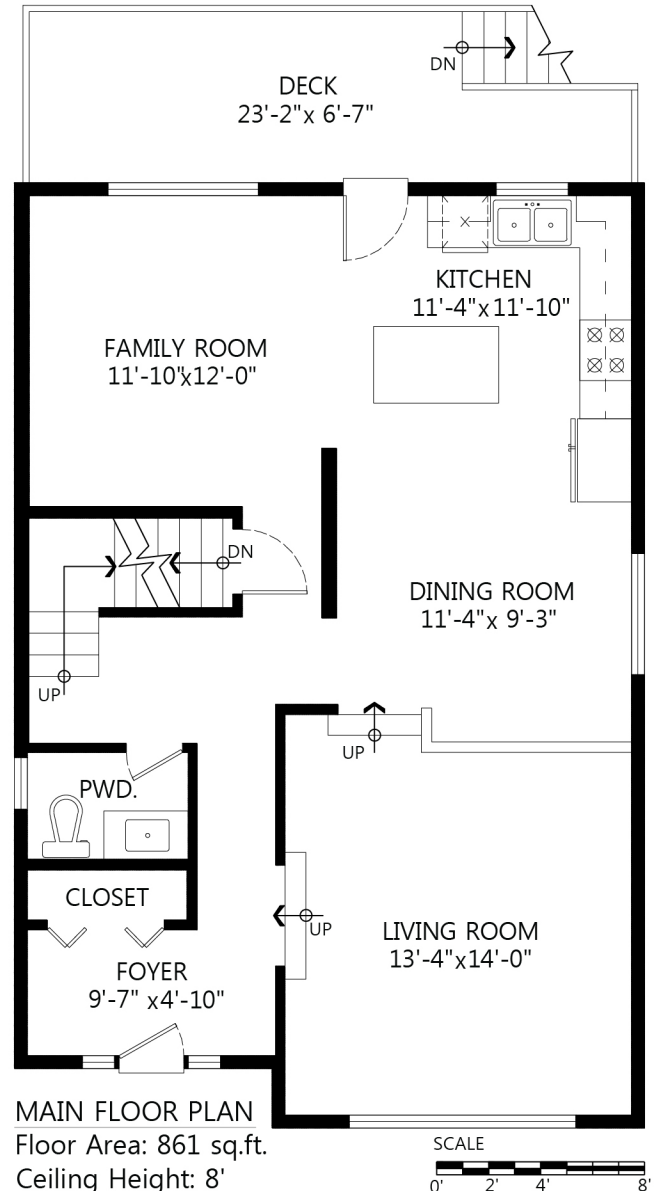 DN
DECK
23'-2"x 6'-7"
KITCHEN
11'-4"x11'-10"
FAMILY ROOM
11'-10"x12'-0"
DN
DINING ROOM
11'-4"x 9'-3"
UP
UP
PWD.
CLOSET
UP
LIVING ROOM
13'-4"x14'-0"
FOYER
9'-7" x4'-10"
MAIN FLOOR PLAN
Floor Area: 861 sq.ft.
Ceiling Height: 8'
SCALE
0' 2' 4' 8'